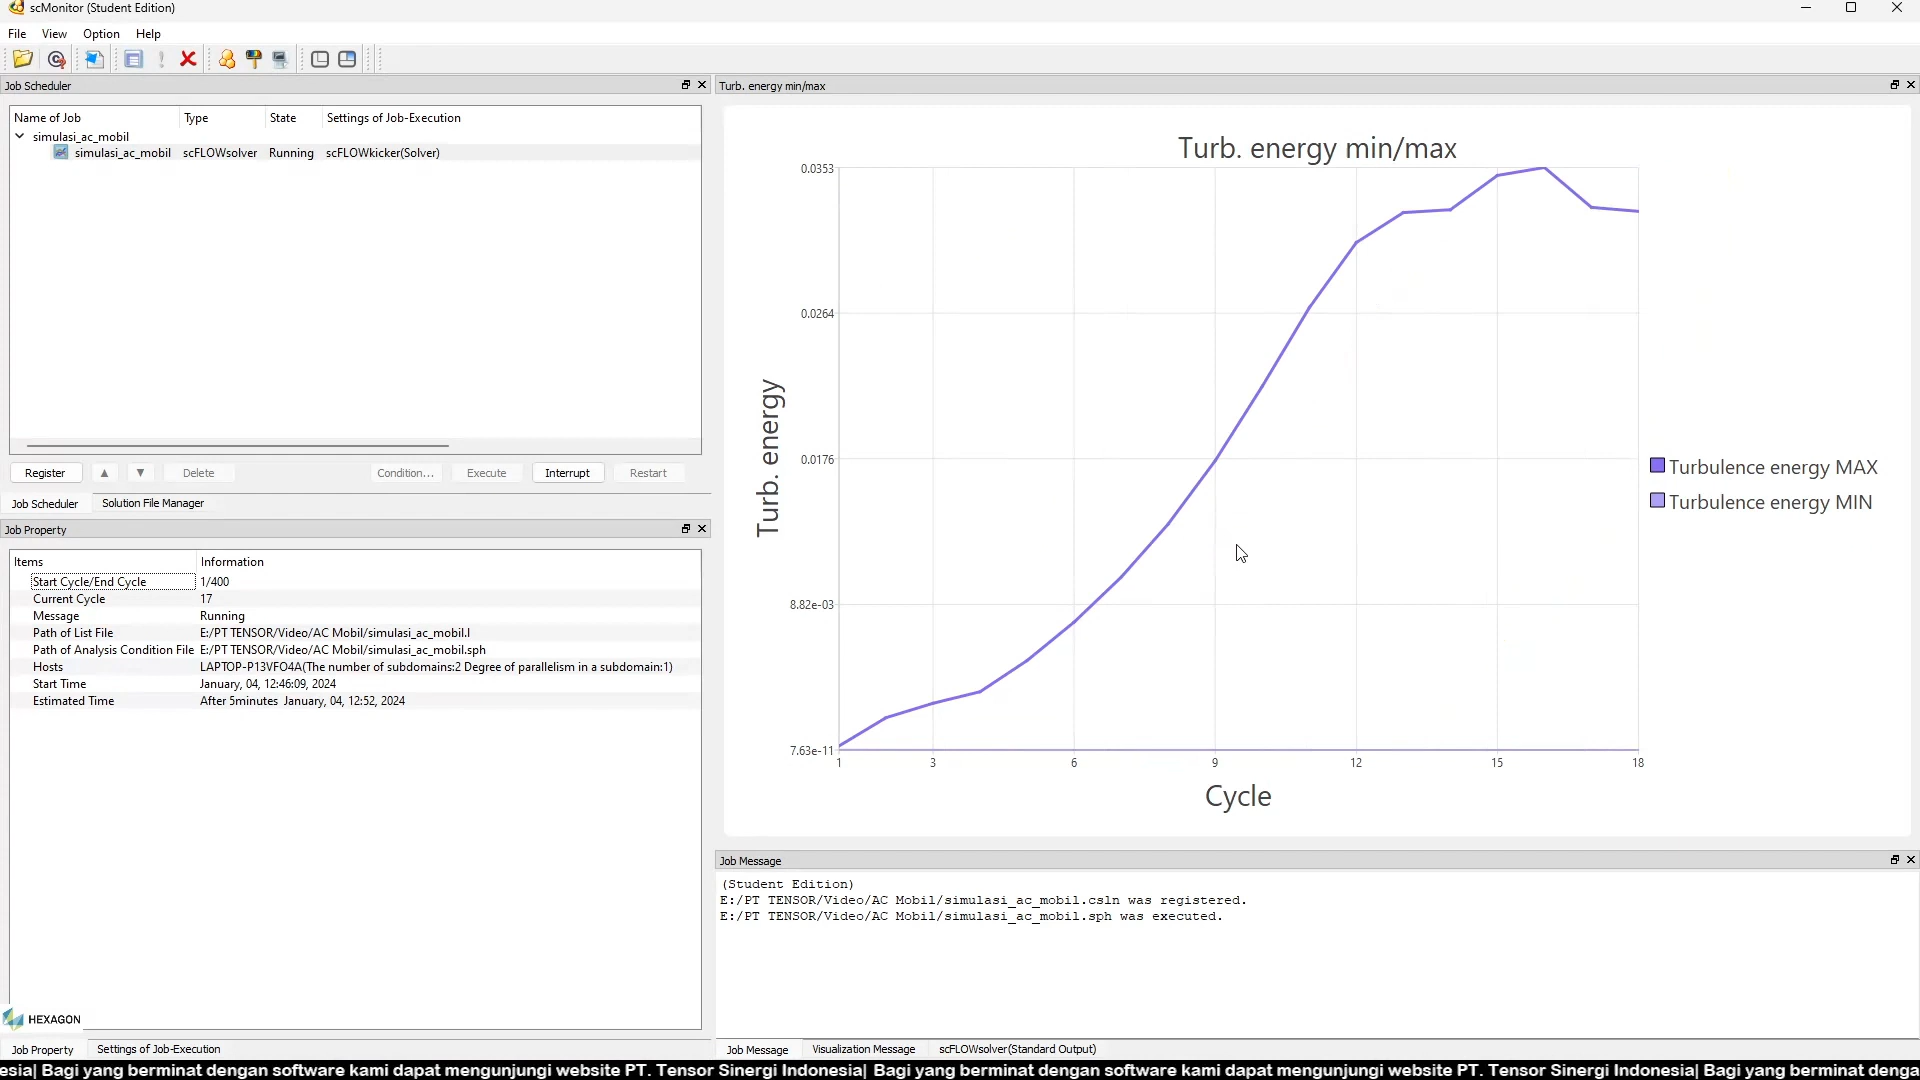 scMonitor (Student Edition)
File View Option Help
Job Scheduler
Name of Job Type State Settings of Job-Execution
simulasi_ac_mobil
simulasi_ac_mobil scFLOWsolver Running scFLOWkicker(Solver)
Register Delete Condition... Execute Interrupt Restart
Job Scheduler Solution File Manager
Job Property
Items Information
Start Cycle/End Cycle 1/400
Current Cycle 17
Message Running
Path of List File E:/PT TENSOR/Video/AC Mobil/simulasi_ac_mobil.l
Path of Analysis Condition File E:/PT TENSOR/Video/AC Mobil/simulasi_ac_mobil.sph
Hosts LAPTOP-P13VFO4A(The number of subdomains:2 Degree of parallelism in a subdomain:1)
Start Time January, 04, 12:46:09, 2024
Estimated Time After 5minutes January, 04, 12:52, 2024
HEXAGON
Job Property Settings of Job-Execution
Turb. energy min/max
Turb. energy min/max
0.0353
0.0264
0.0176
8.82e-03
7.63e-11
Turb. energy
1 3 6 9 12 15 18
Cycle
Turbulence energy MAX
Turbulence energy MIN
Job Message
(Student Edition)
E:/PT TENSOR/Video/AC Mobil/simulasi_ac_mobil.csln was registered.
E:/PT TENSOR/Video/AC Mobil/simulasi_ac_mobil.sph was executed.
Job Message Visualization Message scFLOWsolver(Standard Output)
esia| Bagi yang berminat dengan software kami dapat mengunjungi website PT. Tensor Sinergi Indonesia| Bagi yang berminat dengan software kami dapat mengunjungi website PT. Tensor Sinergi Indonesia| Bagi yang berminat denga